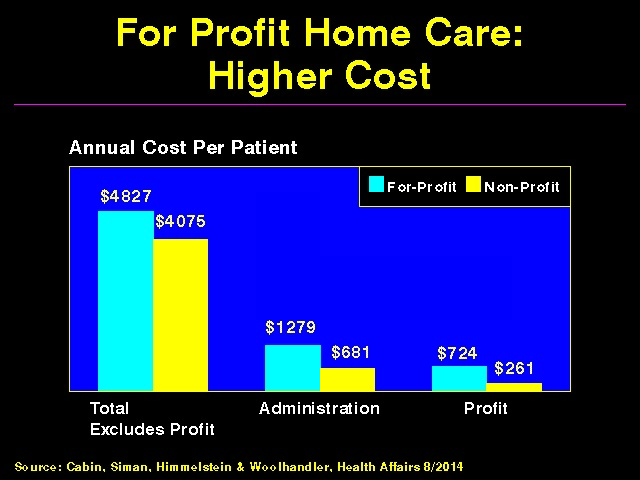 For Profit Home Care:
Higher Cost
Annual Cost Per Patient
For-Profit Non-Profit
$4827
$4075
$1279
$681
$724
$261
Total
Excludes Profit
Administration
Profit
Source: Cabin, Siman, Himmelstein & Woolhandler, Health Affairs 8/2014